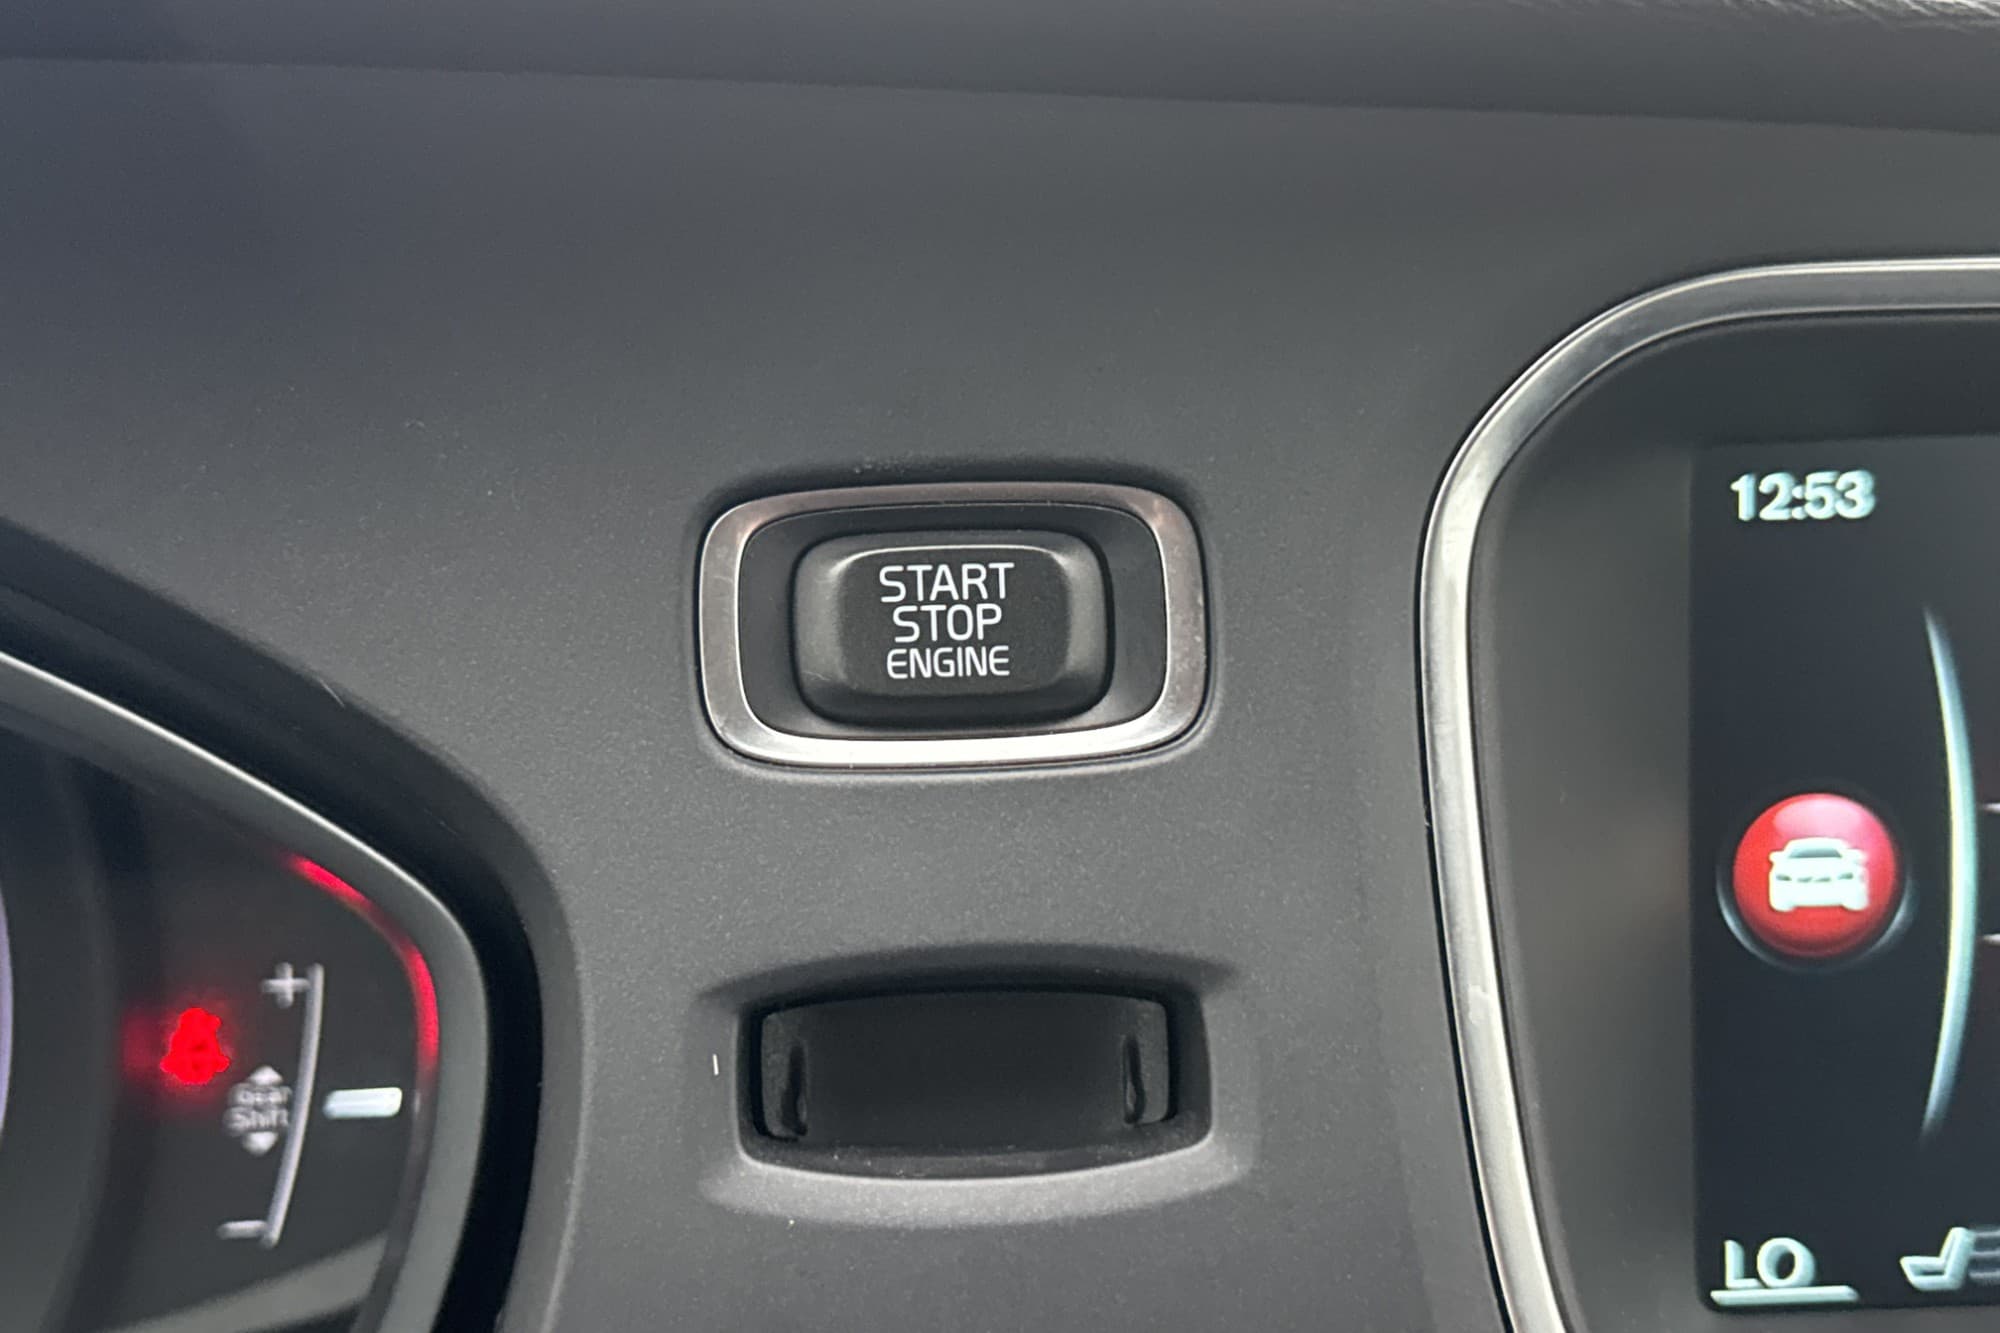 START
STOP
ENGINE
12:53
+
Gear
Shift
-
LO